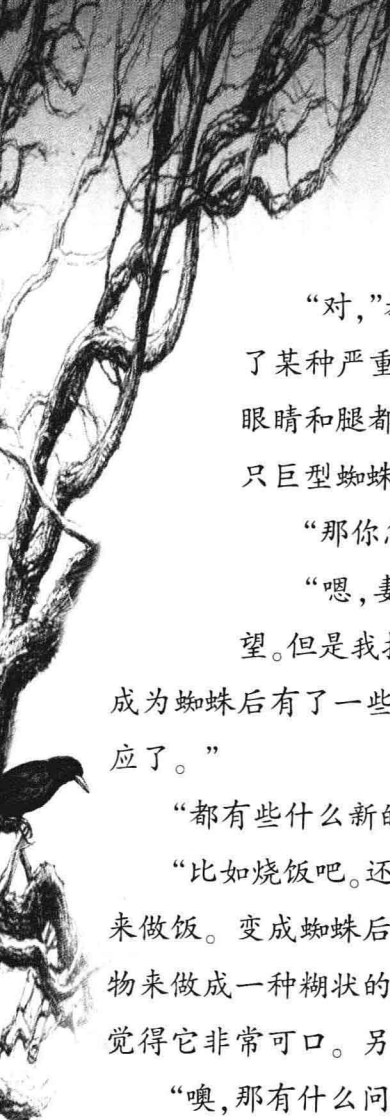 “对，”
了某种严重
眼睛和腿都
只巨型蜘蛛
“那你
“嗯，妻
望。但是我
成为蜘蛛后有了一些
应了。”
“都有些什么新的
“比如烧饭吧。还
来做饭。变成蜘蛛后
物来做成一种糊状的
觉得它非常可口。另
“噢，那有什么问